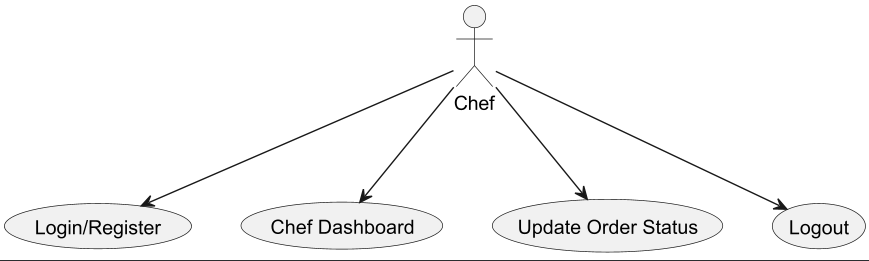 Chef
Login/Register
Chef Dashboard
Update Order Status
Logout